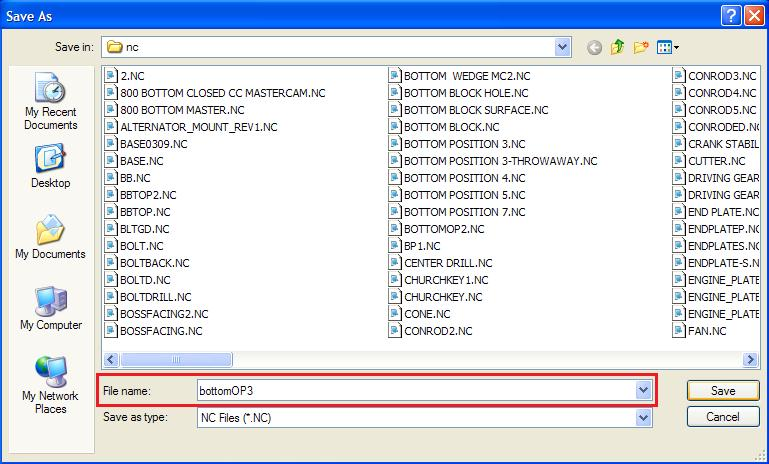 Save As
Save in:
nc
My Recent
Documents
Desktop
My Documents
My Computer
My Network
Places
2.NC
800 BOTTOM CLOSED CC MASTERCAM.NC
800 BOTTOM MASTER.NC
ALTERNATOR_MOUNT_REV1.NC
BASE0309.NC
BASE.NC
BB.NC
BBTOP2.NC
BBTOP.NC
BLTGD.NC
BOLT.NC
BOLTBACK.NC
BOLTD.NC
BOLTDRILL.NC
BOSSFACING2.NC
BOSSFACING.NC
BOTTOM  WEDGE MC2.NC
BOTTOM BLOCK HOLE.NC
BOTTOM BLOCK SURFACE.NC
BOTTOM BLOCK.NC
BOTTOM POSITION 3.NC
BOTTOM POSITION 3-THROWAWAY.NC
BOTTOM POSITION 4.NC
BOTTOM POSITION 5.NC
BOTTOM POSITION 7.NC
BOTTOMOP2.NC
BP1.NC
CENTER DRILL.NC
CHURCHKEY1.NC
CHURCHKEY.NC
CONE.NC
CONROD2.NC
CONROD3.NC
CONROD4.NC
CONROD5.NC
CONRODED.NC
CRANK STABIL
CUTTER.NC
DRIVING GEAR
DRIVING GEAR
END PLATE.NC
ENDPLATEP.NC
ENDPLATES.NC
ENDPLATE-S.NC
ENGINE_PLATE
ENGINE_PLATE
ENGINE_PLATE
FAN.NC
File name:
bottomOP3
Save
Save as type:
NC Files (*.NC)
Cancel